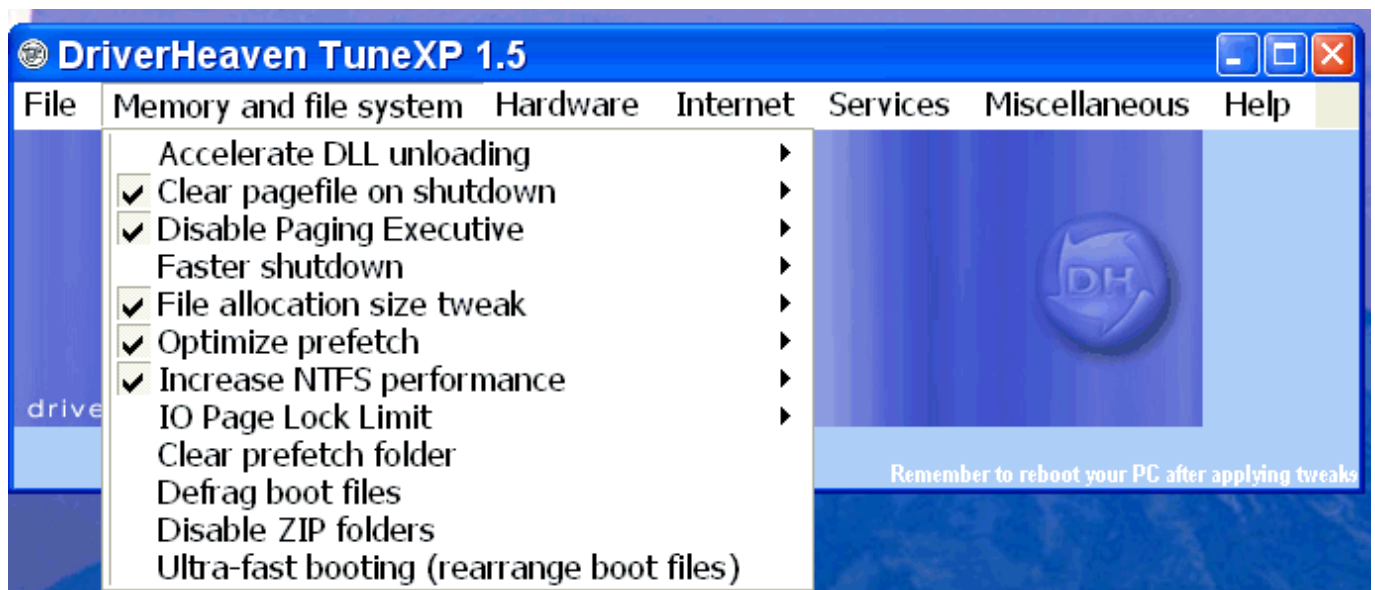 DriverHeaven TuneXP 1.5
File Memory and file system Hardware Internet Services Miscellaneous Help
Accelerate DLL unloading
Clear pagefile on shutdown
Disable Paging Executive
Faster shutdown
File allocation size tweak
Optimize prefetch
Increase NTFS performance
IO Page Lock Limit
Clear prefetch folder
Defrag boot files
Disable ZIP folders
Ultra-fast booting (rearrange boot files)
drive
DH
Remember to reboot your PC after applying tweaks